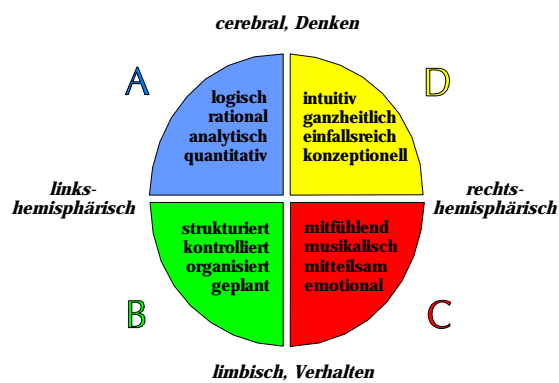 cerebral, Denken
A
D
logisch
rational
analytisch
quantitativ
intuitiv
ganzheitlich
einfallsreich
konzeptionell
links-
hemisphärisch
rechts-
hemisphärisch
strukturiert
kontrolliert
organisiert
geplant
mitfühlend
musikalisch
mitteilsam
emotional
B
C
limbisch, Verhalten